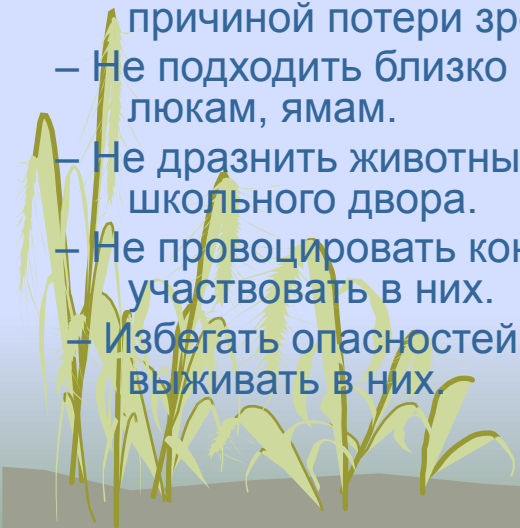 причиной потери зр
– Не подходить близко
люкам, ямам.
– Не дразнить животны
школьного двора.
– Не провоцировать кон
участвовать в них.
– Избегать опасностей
выживать в них.